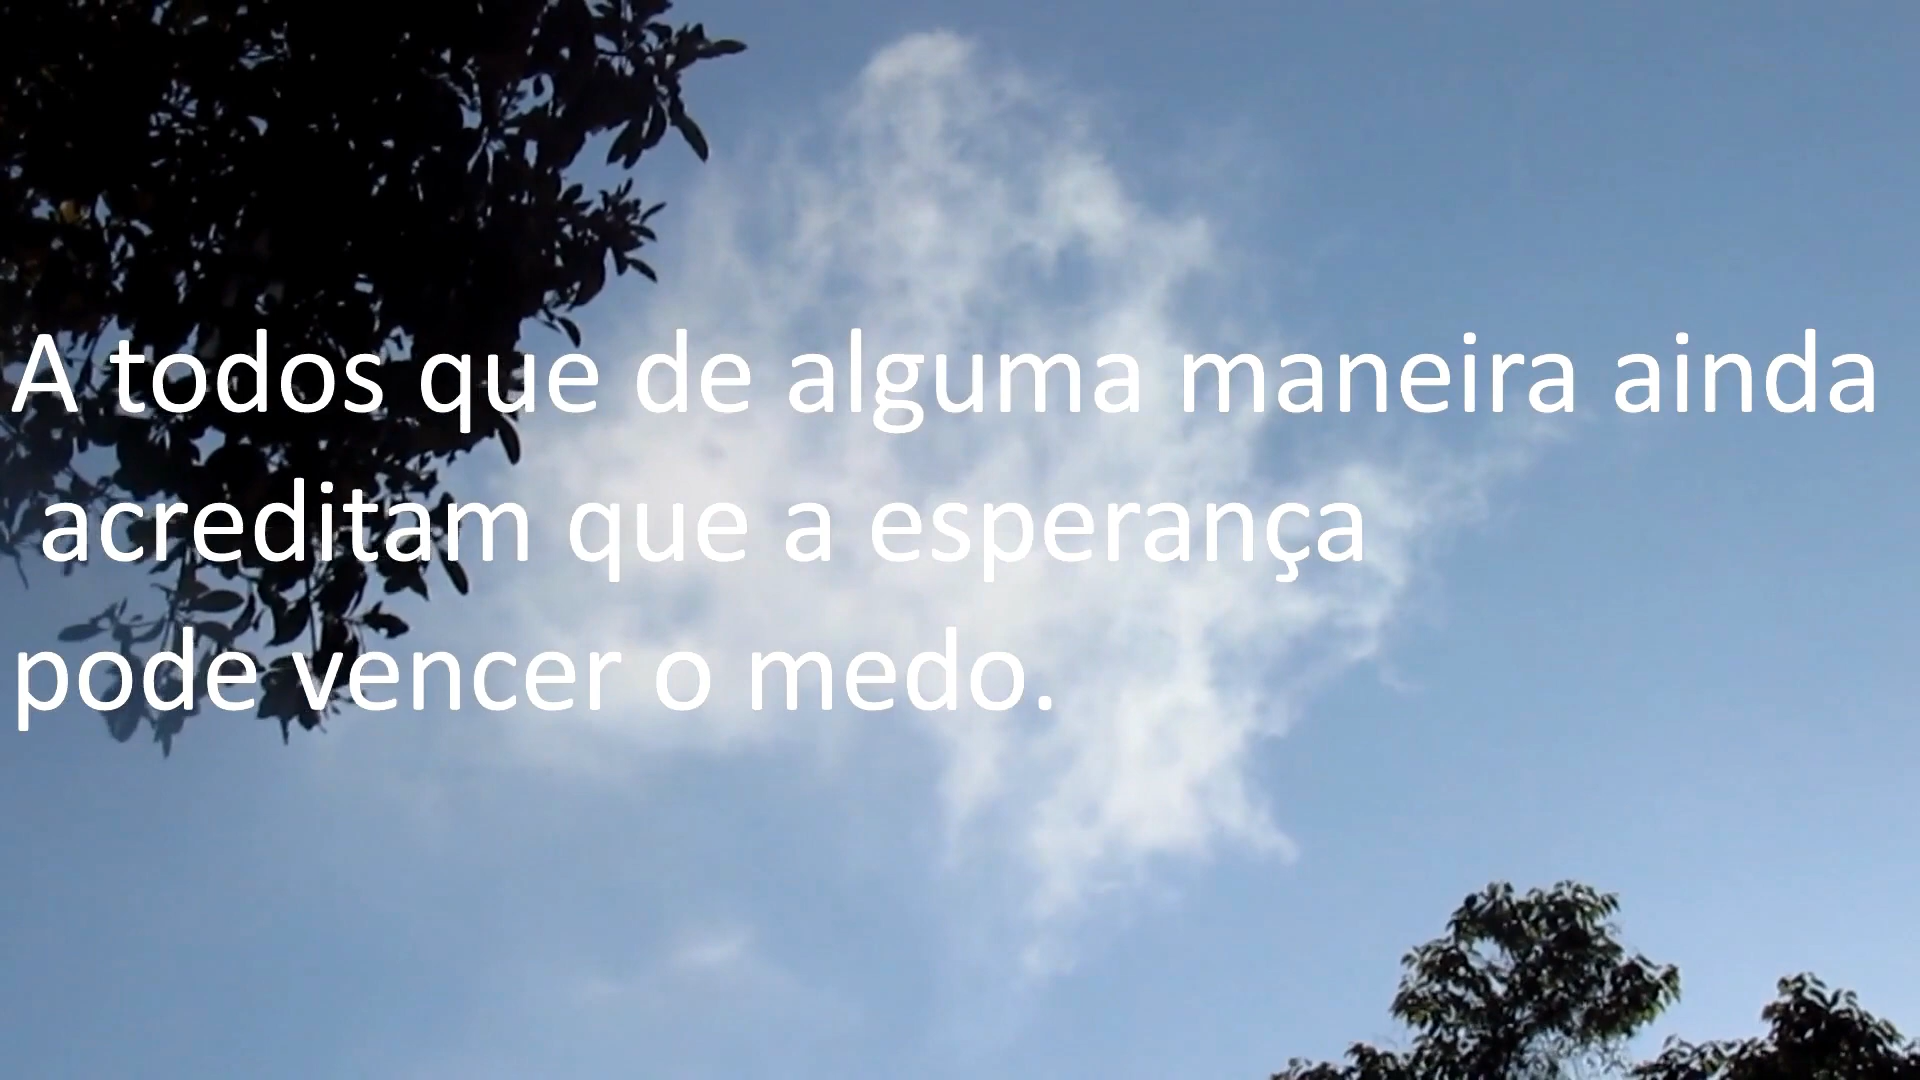 A todos que de alguma maneira ainda
acreditam que a esperança
pode vencer o medo.